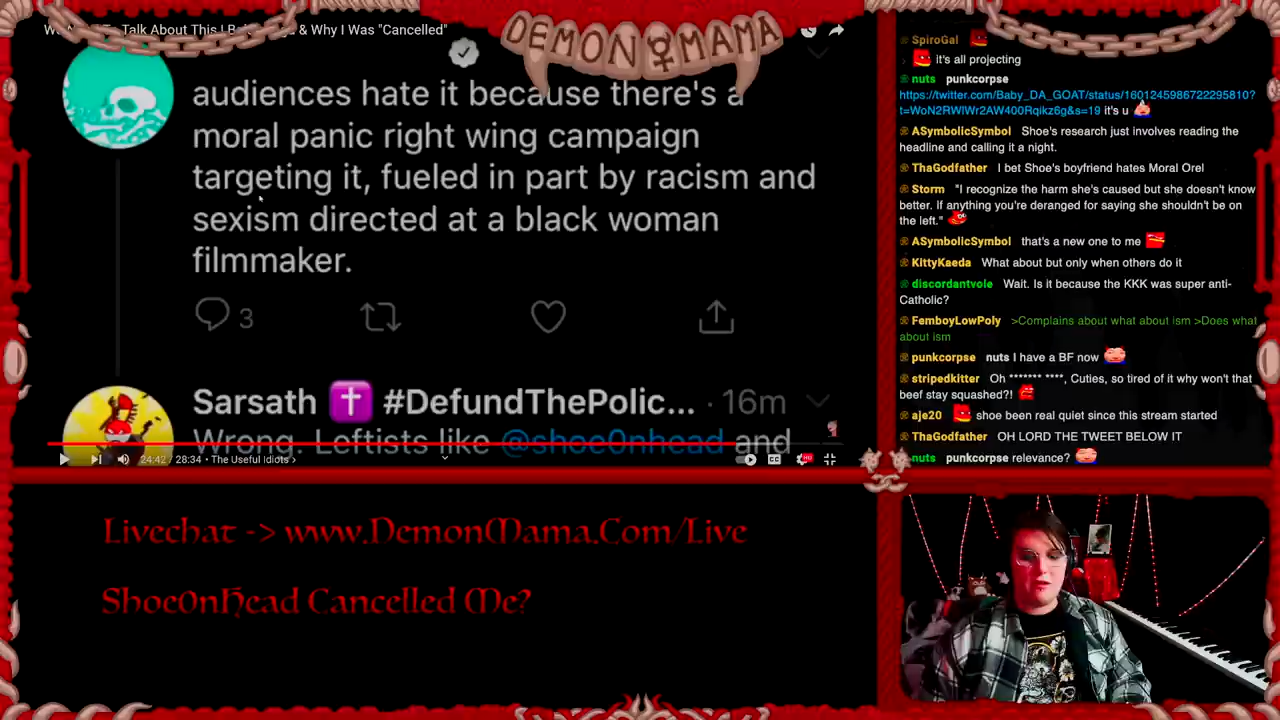 Talk About This
& Why I Was "Cancelled"
DEMON MAMA
audiences hate it because there's a
moral panic right wing campaign
targeting it, fueled in part by racism and
sexism directed at a black woman
filmmaker.
3
Sarsath ✝ #DefundThePolic... · 16m
Wrong. Leftists like @shoe0nhead and
24:42 / 28:34 • The Useful Idiots ›
SpiroGal
it's all projecting
nuts punkcorpse
https://twitter.com/Baby_DA_GOAT/status/1601245986722295810?
t=WoN2RWlWr2AW400Rqikz6g&s=19 it's u
ASymbolicSymbol Shoe's research just involves reading the
headline and calling it a night.
ThaGodfather I bet Shoe's boyfriend hates Moral Orel
Storm "I recognize the harm she's caused but she doesn't know
better. If anything you're deranged for saying she shouldn't be on
the left."
ASymbolicSymbol that's a new one to me
KittyKaeda What about but only when others do it
discordantvole Wait. Is it because the KKK was super anti-
Catholic?
FemboyLowPoly >Complains about what about ism >Does what
about ism
punkcorpse nuts I have a BF now
stripedkitter Oh ******* ****, Cuties, so tired of it why won't that
beef stay squashed?!
aje20 shoe been real quiet since this stream started
ThaGodfather OH LORD THE TWEET BELOW IT
nuts punkcorpse relevance?
Livechat -> www.DemonMama.Com/Live
Shoe0nHead Cancelled Me?